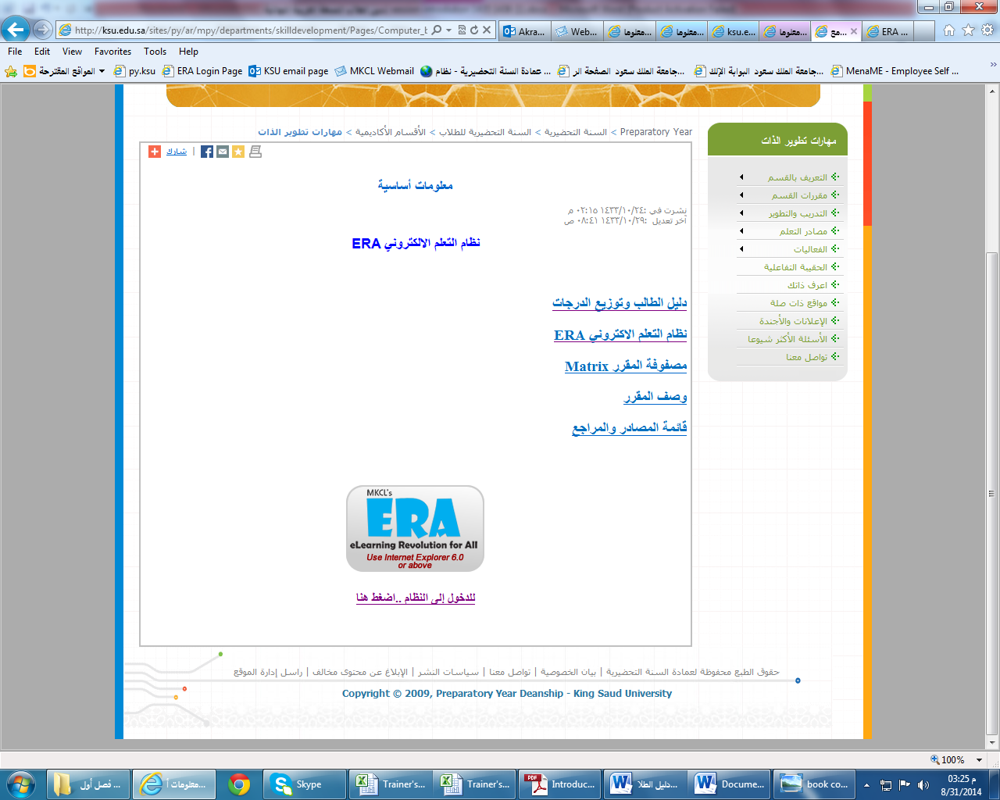 http://ksu.edu.sa/sites/py/ar/mpy/departments/skilldevelopment/Pages/Computer_b
Akra...
Web...
معلوما...
معلوما...
ksu.e...
معلوما...
مع...
ERA ...
File Edit View Favorites Tools Help
المواقع المقترحة
py.ksu
ERA Login Page
KSU email page
MKCL Webmail
عمادة السنة التحضيرية - نظام ...
جامعة الملك سعود الصفحة الر...
جامعة الملك سعود البوابة الإلك...
MenaME - Employee Self ...
Preparatory Year > السنة التحضيرية > السنة التحضيرية للطلاب > الأقسام الأكاديمية > مهارات تطوير الذات
شارك
مهارات تطوير الذات
التعريف بالقسم
مقررات القسم
التدريب والتطوير
مصادر التعلم
الفعاليات
الحقيبة التفاعلية
اعرف ذاتك
مواقع ذات صلة
الإعلانات والأجندة
الأسئلة الأكثر شيوعا
تواصل معنا
معلومات أساسية
نشرت في :١٤٣٣/١٠/٢٤ ٠٢:١٥ م
آخر تعديل :١٤٣٣/١٠/٢٩ ٠٨:٤١ ص
نظام التعلم الالكتروني ERA
دليل الطالب وتوزيع الدرجات
نظام التعلم الاكتروني ERA
مصفوفة المقرر Matrix
وصف المقرر
قائمة المصادر والمراجع
MKCL's
ERA
eLearning Revolution for All
Use Internet Explorer 6.0
or above
للدخول إلى النظام ..اضغط هنا
حقوق الطبع محفوظة لعمادة السنة التحضيرية | بيان الخصوصية | تواصل معنا | سياسات النشر | الإبلاغ عن محتوى مخالف | راسل إدارة الموقع
Copyright © 2009, Preparatory Year Deanship - King Saud University
100%
فصل أول ...
معلومات أ...
Skype
Trainer's...
Trainer's...
Introduc...
دليل الطلا...
Docume...
book co...
03:25 م
8/31/2014